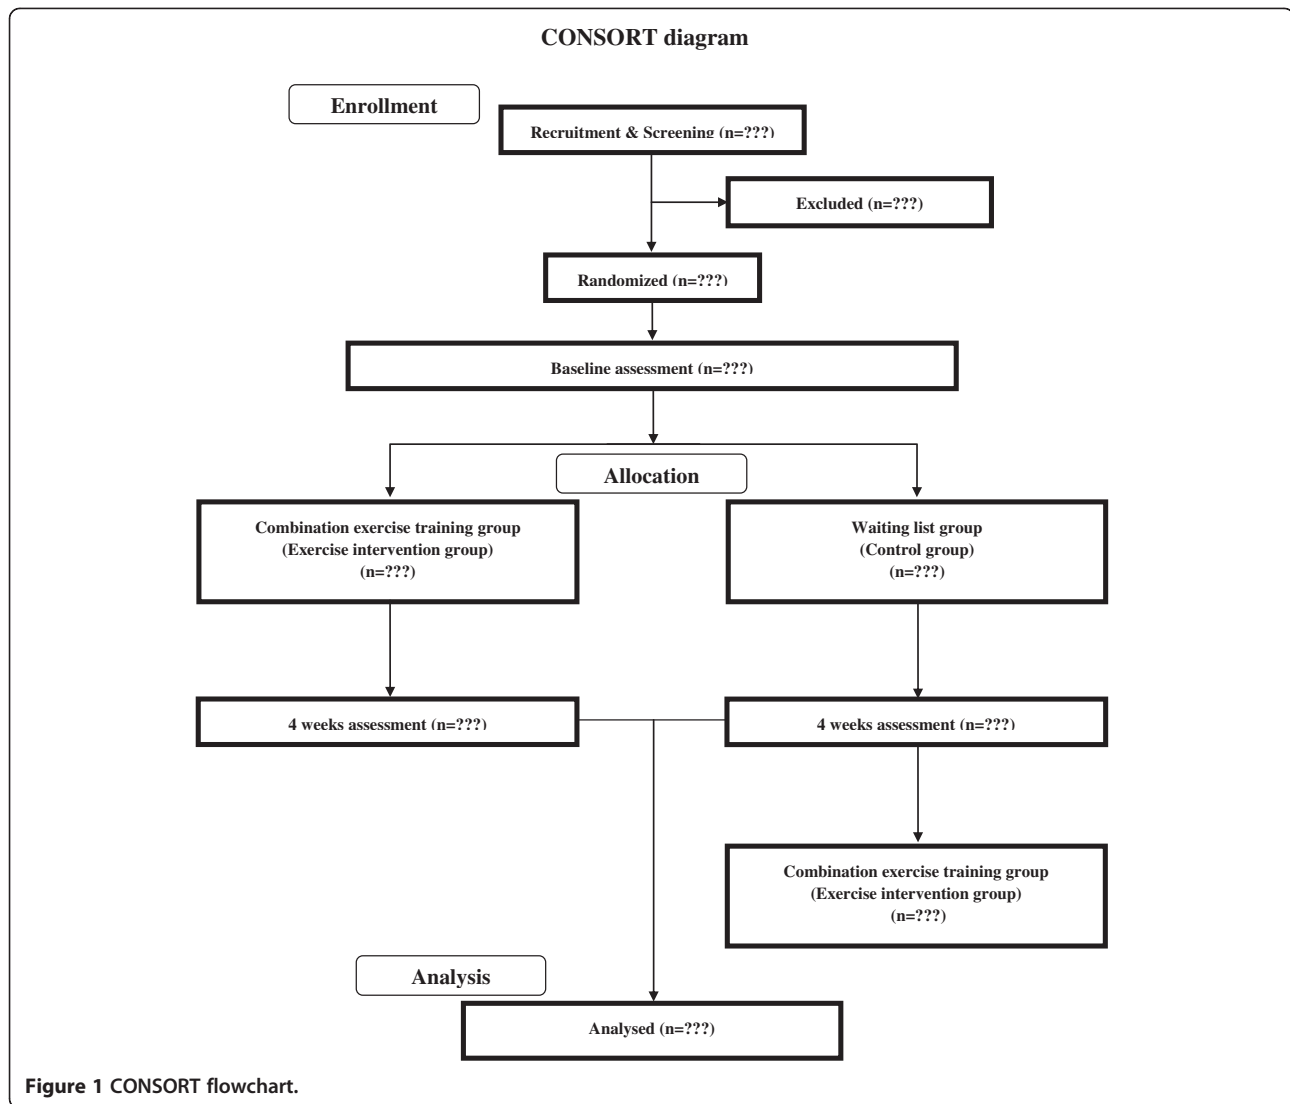 CONSORT diagram
Enrollment
Recruitment & Screening (n=???)
Excluded (n=???)
Randomized (n=???)
Baseline assessment (n=???)
Allocation
Combination exercise training group
(Exercise intervention group)
(n=???)
Waiting list group
(Control group)
(n=???)
4 weeks assessment (n=???)
4 weeks assessment (n=???)
Combination exercise training group
(Exercise intervention group)
(n=???)
Analysis
Analysed (n=???)
Figure 1 CONSORT flowchart.